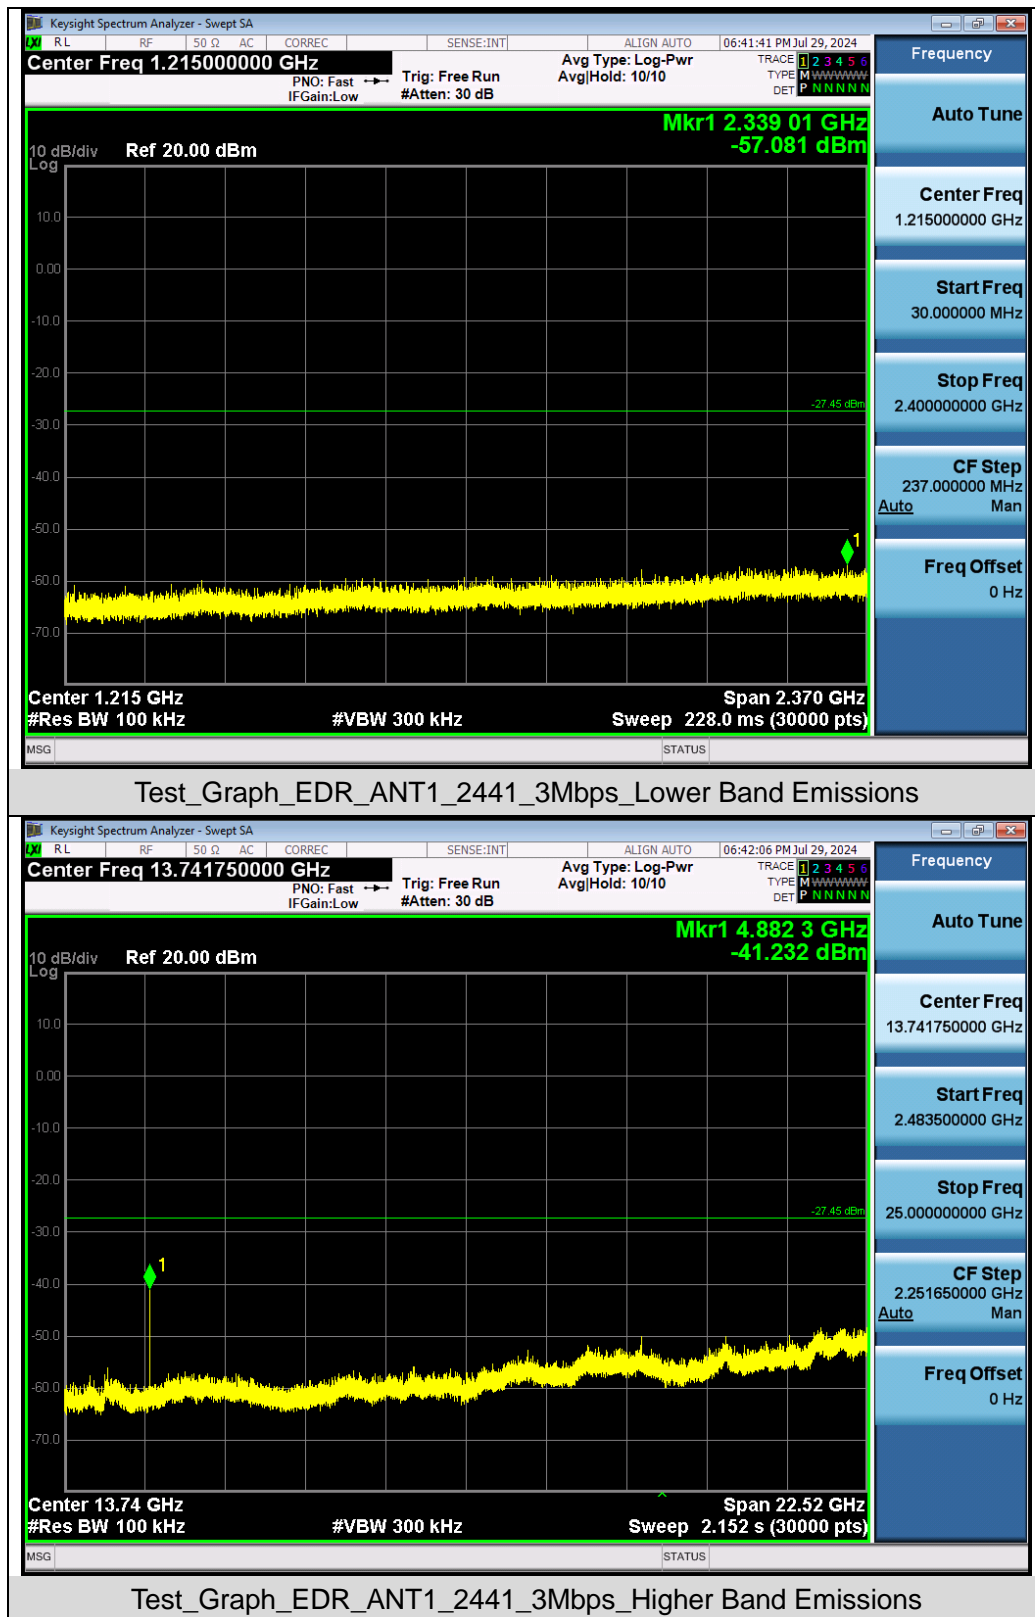 Keysight Spectrum Analyzer - Swept SA
LXI RL RF 50 Ω AC CORREC SENSE:INT ALIGN AUTO 06:41:41 PM Jul 29, 2024
Center Freq 1.215000000 GHz
PNO: Fast
IFGain:Low
Trig: Free Run
#Atten: 30 dB
Avg Type: Log-Pwr
Avg|Hold: 10/10
TRACE 1 2 3 4 5 6
TYPE M WWWWW
DET P N N N N N
Mkr1 2.339 01 GHz
-57.081 dBm
10 dB/div Ref 20.00 dBm
Log
10.0
0.00
-10.0
-20.0
-27.45 dBm
-30.0
-40.0
-50.0
1
-60.0
-70.0
Center 1.215 GHz Span 2.370 GHz
#Res BW 100 kHz #VBW 300 kHz Sweep 228.0 ms (30000 pts)
MSG STATUS
Frequency
Auto Tune
Center Freq
1.215000000 GHz
Start Freq
30.000000 MHz
Stop Freq
2.400000000 GHz
CF Step
237.000000 MHz
Auto Man
Freq Offset
0 Hz
Test_Graph_EDR_ANT1_2441_3Mbps_Lower Band Emissions
Keysight Spectrum Analyzer - Swept SA
LXI RL RF 50 Ω AC CORREC SENSE:INT ALIGN AUTO 06:42:06 PM Jul 29, 2024
Center Freq 13.741750000 GHz
PNO: Fast
IFGain:Low
Trig: Free Run
#Atten: 30 dB
Avg Type: Log-Pwr
Avg|Hold: 10/10
TRACE 1 2 3 4 5 6
TYPE M WWWWW
DET P N N N N N
Mkr1 4.882 3 GHz
-41.232 dBm
10 dB/div Ref 20.00 dBm
Log
10.0
0.00
-10.0
-20.0
-27.45 dBm
-30.0
1
-40.0
-50.0
-60.0
-70.0
Center 13.74 GHz Span 22.52 GHz
#Res BW 100 kHz #VBW 300 kHz Sweep 2.152 s (30000 pts)
MSG STATUS
Frequency
Auto Tune
Center Freq
13.741750000 GHz
Start Freq
2.483500000 GHz
Stop Freq
25.000000000 GHz
CF Step
2.251650000 GHz
Auto Man
Freq Offset
0 Hz
Test_Graph_EDR_ANT1_2441_3Mbps_Higher Band Emissions